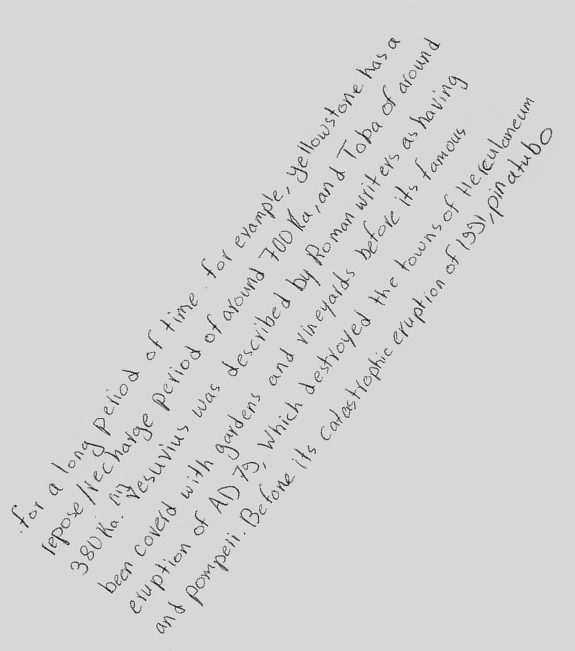 .for a long period of time. for example, yellowstone has a
repose/recharge period of around 700 Ka, and Toba of around
380 Ka. [11] Vesuvius was described by Roman writers as having
been coverd with gardens and vineyards before its famous
eruption of AD 79, which destroyed the towns of Herculaneum
and pompeii. Before its catastrophic eruption of 1991, pinatubo